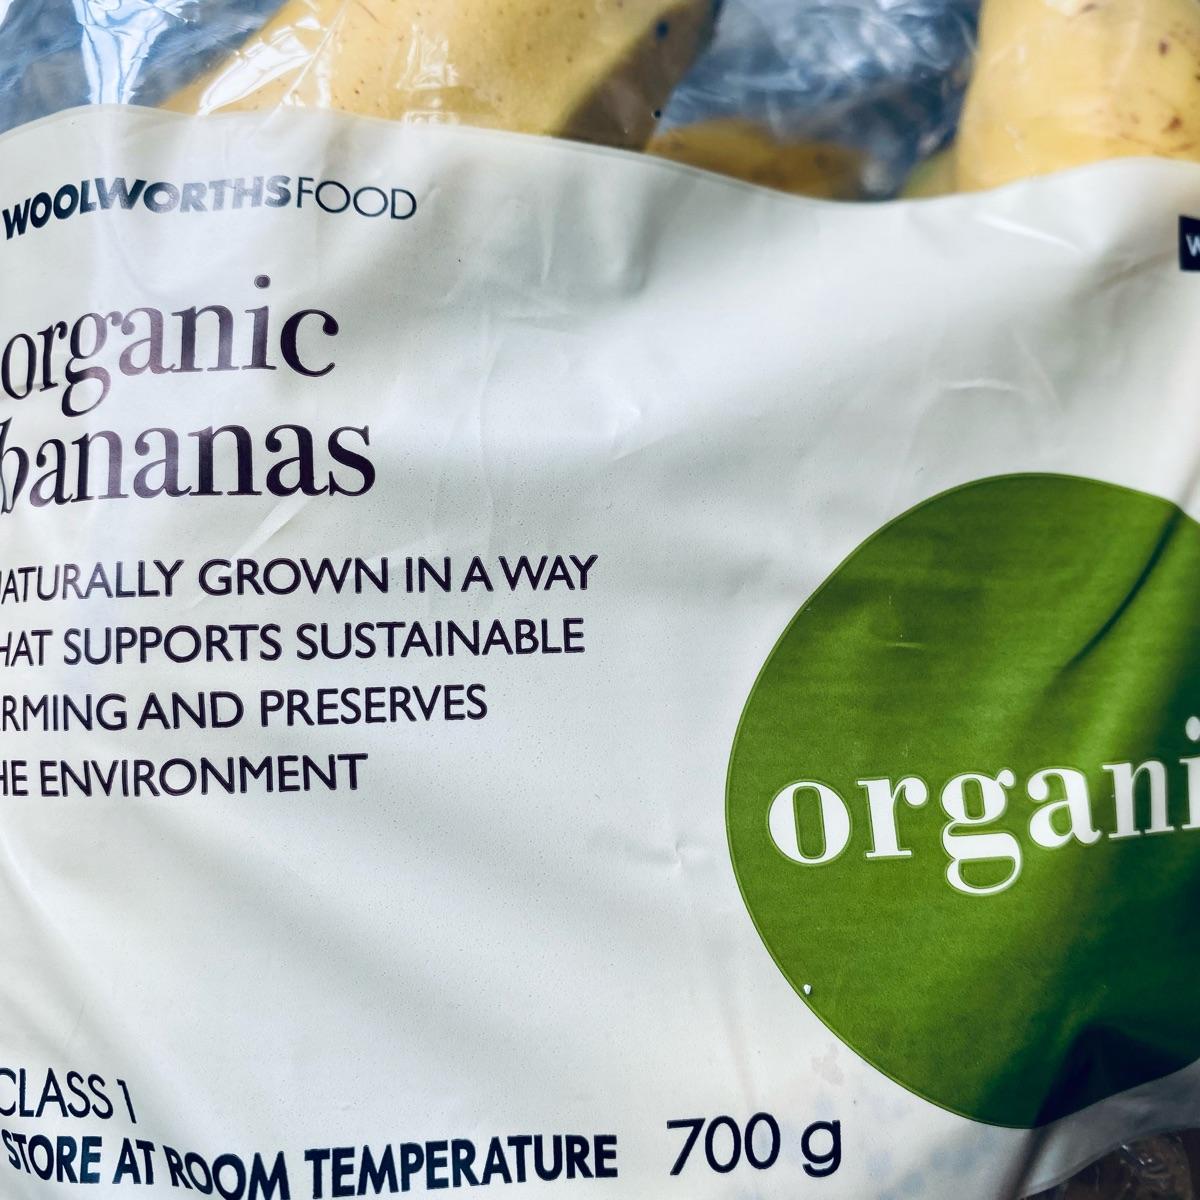 WOOLWORTHSFOOD
W
organic
bananas
NATURALLY GROWN IN A WAY
HAT SUPPORTS SUSTAINABLE
RMING AND PRESERVES
HE ENVIRONMENT
organi
CLASS 1
STORE AT ROOM TEMPERATURE
700 g